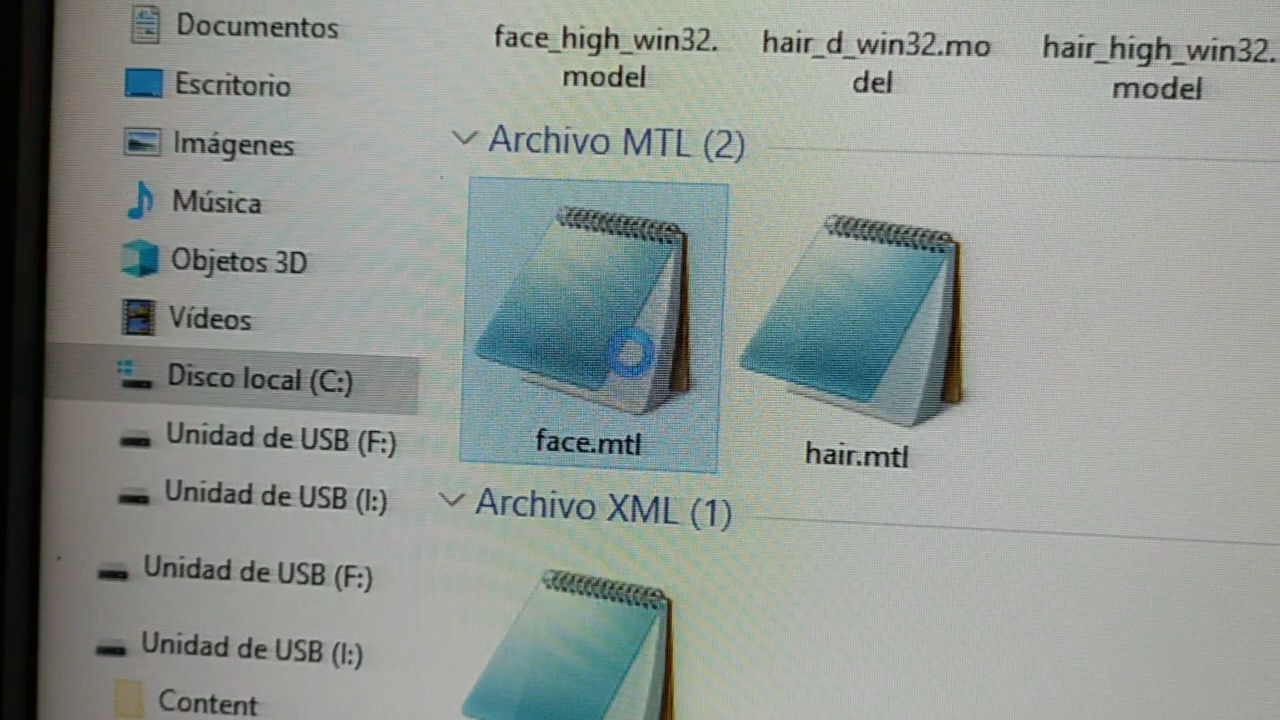 Documentos
Escritorio
Imágenes
Música
Objetos 3D
Vídeos
Disco local (C:)
Unidad de USB (F:)
Unidad de USB (I:)
Unidad de USB (F:)
Unidad de USB (I:)
Content
face_high_win32.
model
hair_d_win32.mo
del
hair_high_win32.
model
Archivo MTL (2)
face.mtl
hair.mtl
Archivo XML (1)